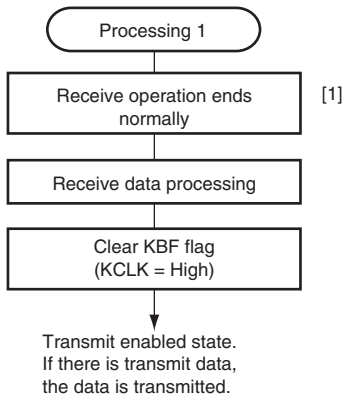 Processing 1
Receive operation ends
normally
[1]
Receive data processing
Clear KBF flag
(KCLK = High)
Transmit enabled state.
If there is transmit data,
the data is transmitted.